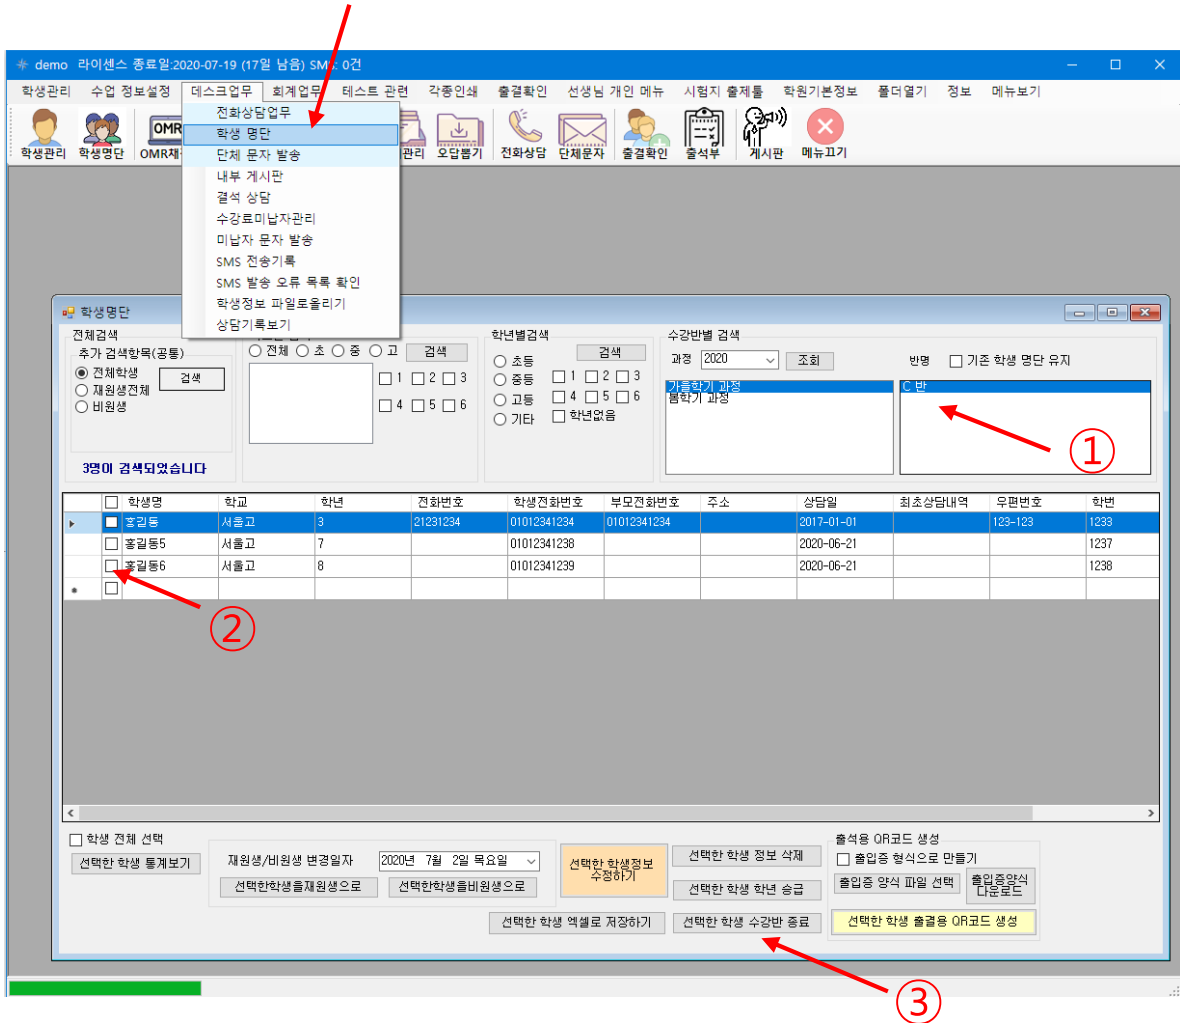 demo 라이센스 종료일:2020-07-19 (17일 남음) SMS: 0건
학생관리 수업 정보설정 데스크업무 회계업무 테스트 관련 각종인쇄 출결확인 선생님 개인 메뉴 시험지 출제툴 학원기본정보 폴더열기 정보 메뉴보기
전화상담업무
학생 명단
단체 문자 발송
내부 게시판
결석 상담
수강료미납자관리
미납자 문자 발송
SMS 전송기록
SMS 발송 오류 목록 확인
학생정보 파일로올리기
상담기록보기
OMR
학생관리 학생명단 OMR채 관리 오답뽑기 전화상담 단체문자 출결확인 출석부 게시판 메뉴끄기
학생명단
전체검색
추가 검색항목(공통)
전체학생
재원생전체
비원생
검색
3명이 검색되었습니다
전체 초 중 고 검색
1 2 3
4 5 6
학년별검색
초등
중등
고등
기타
검색
1 2 3
4 5 6
학년없음
수강반별 검색
과정 2020 조회 반명 기존 학생 명단 유지
가을학기 과정
봄학기 과정
C 반
①
학생명 학교 학년 전화번호 학생전화번호 부모전화번호 주소 상담일 최초상담내역 우편번호 학번
홍길동 서울고 3 21231234 01012341234 01012341234 2017-01-01 123-123 1233
홍길동5 서울고 7 01012341238 2020-06-21 1237
홍길동6 서울고 8 01012341239 2020-06-21 1238
②
학생 전체 선택
선택한 학생 통계보기
재원생/비원생 변경일자 2020년 7월 2일 목요일
선택한학생을재원생으로 선택한학생을비원생으로
선택한 학생정보
수정하기
선택한 학생 정보 삭제
선택한 학생 학년 승급
선택한 학생 엑셀로 저장하기 선택한 학생 수강반 종료
출석용 QR코드 생성
출입증 형식으로 만들기
출입증 양식 파일 선택
출입증양식
다운로드
선택한 학생 출결용 QR코드 생성
③